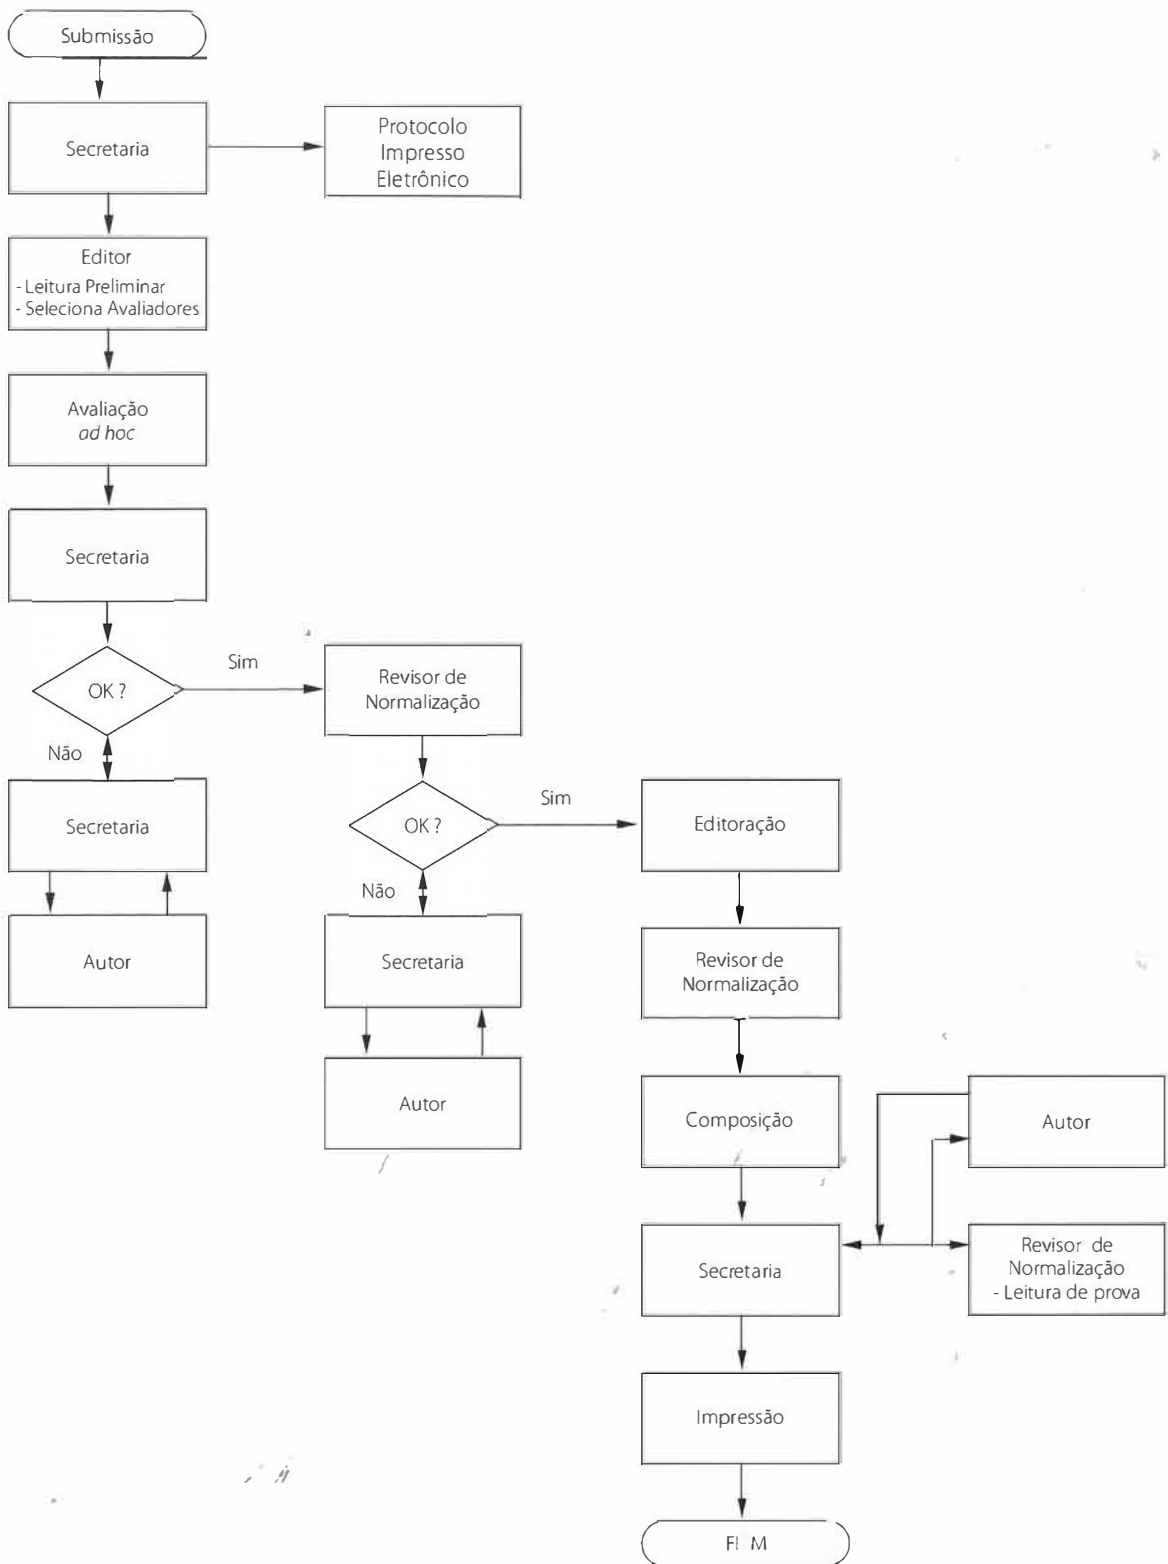 Submissão
Secretaria
Protocolo
Impresso
Eletrônico
Editor
- Leitura Preliminar
- Seleciona Avaliadores
Avaliação
ad hoc
Secretaria
OK ?
Sim
Revisor de
Normalização
Não
Secretaria
Autor
OK ?
Sim
Editoração
Não
Secretaria
Autor
Revisor de
Normalização
Composição
Autor
Secretaria
Revisor de
Normalização
- Leitura de prova
Impressão
FI M